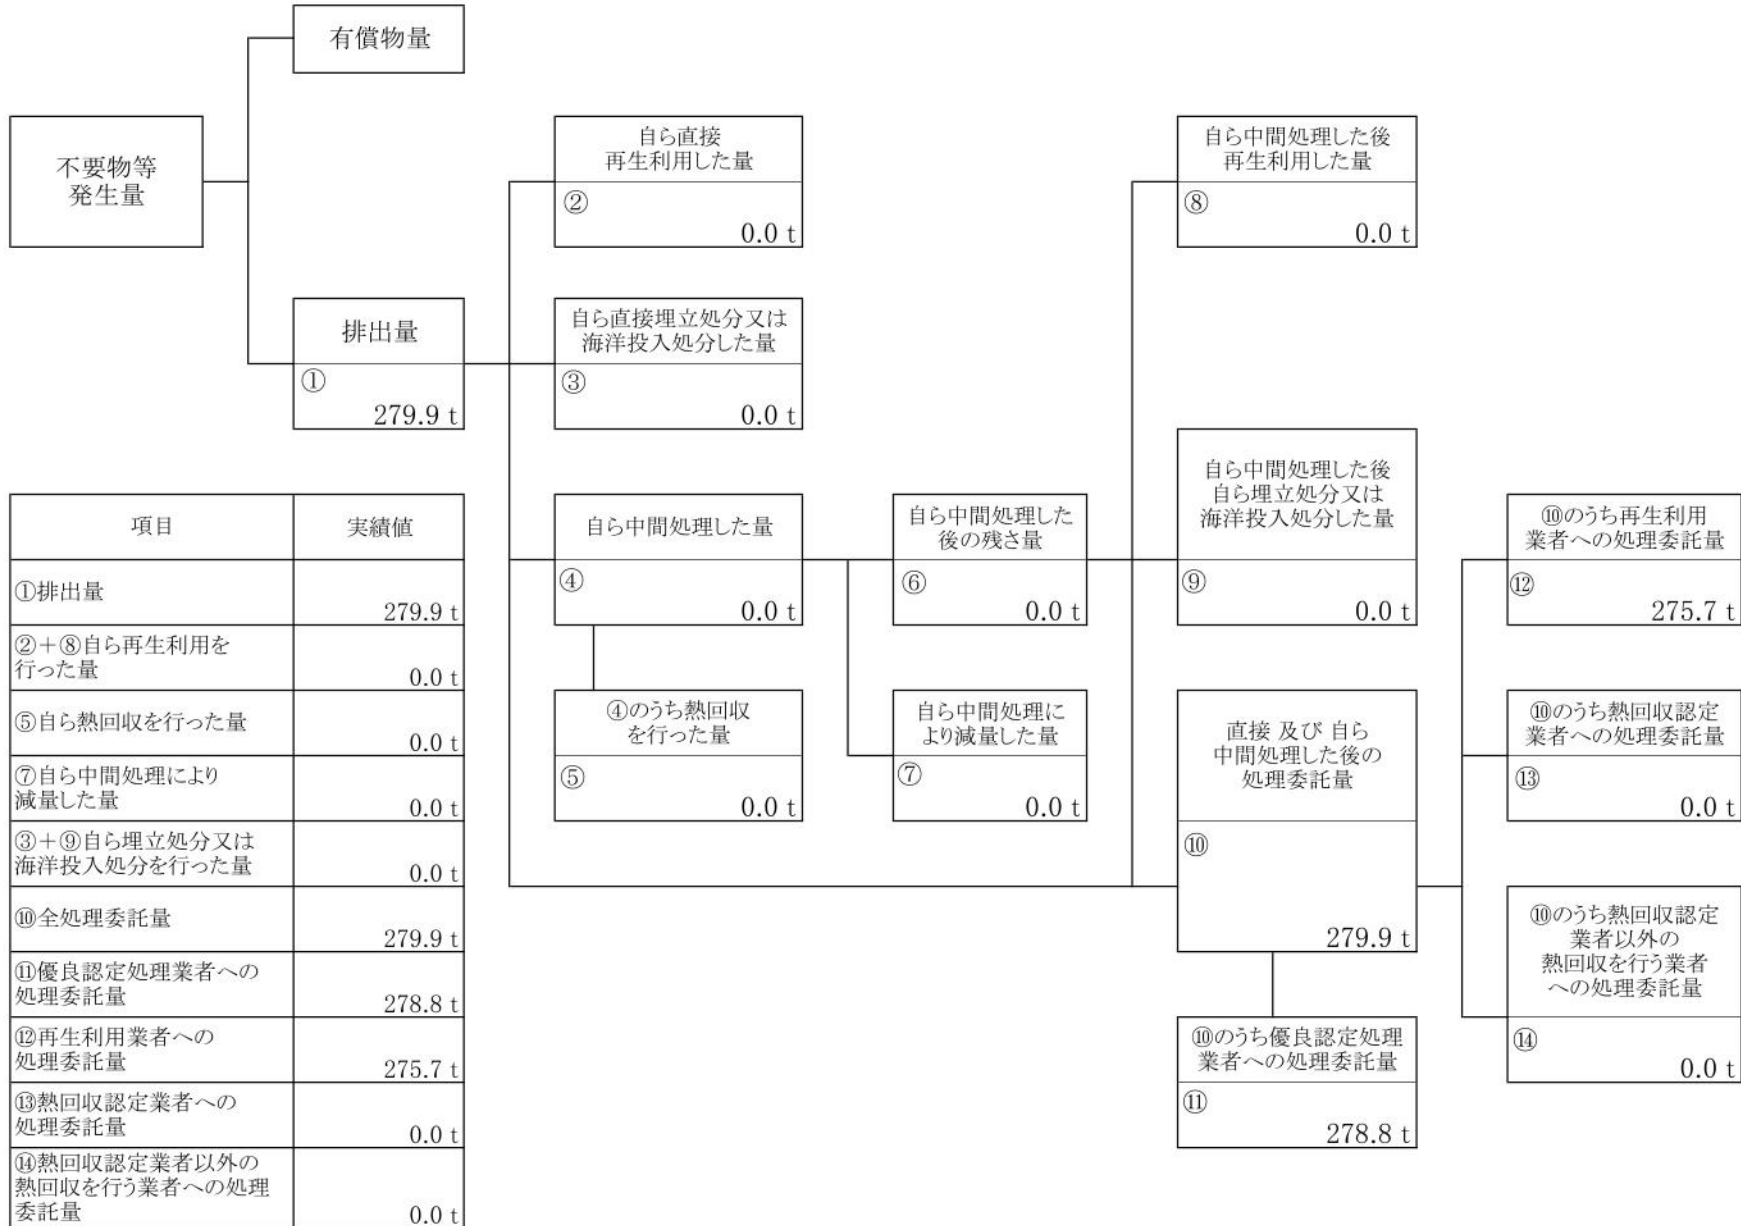 有償物量
不要物等
発生量
排出量
①
279.9 t
自ら直接
再生利用した量
②
0.0 t
自ら直接埋立処分又は
海洋投入処分した量
③
0.0 t
自ら中間処理した量
④
0.0 t
④のうち熱回収
を行った量
⑤
0.0 t
自ら中間処理した
後の残さ量
⑥
0.0 t
自ら中間処理に
より減量した量
⑦
0.0 t
自ら中間処理した後
再生利用した量
⑧
0.0 t
自ら中間処理した後
自ら埋立処分又は
海洋投入処分した量
⑨
0.0 t
直接 及び 自ら
中間処理した後の
処理委託量
⑩
279.9 t
⑩のうち優良認定処理
業者への処理委託量
⑪
278.8 t
⑩のうち再生利用
業者への処理委託量
⑫
275.7 t
⑩のうち熱回収認定
業者への処理委託量
⑬
0.0 t
⑩のうち熱回収認定
業者以外の
熱回収を行う業者
への処理委託量
⑭
0.0 t
項目 実績値
①排出量
279.9 t
②＋⑧自ら再生利用を
行った量
0.0 t
⑤自ら熱回収を行った量
0.0 t
⑦自ら中間処理により
減量した量
0.0 t
③＋⑨自ら埋立処分又は
海洋投入処分を行った量
0.0 t
⑩全処理委託量
279.9 t
⑪優良認定処理業者への
処理委託量
278.8 t
⑫再生利用業者への
処理委託量
275.7 t
⑬熱回収認定業者への
処理委託量
0.0 t
⑭熱回収認定業者以外の
熱回収を行う業者への処理
委託量
0.0 t